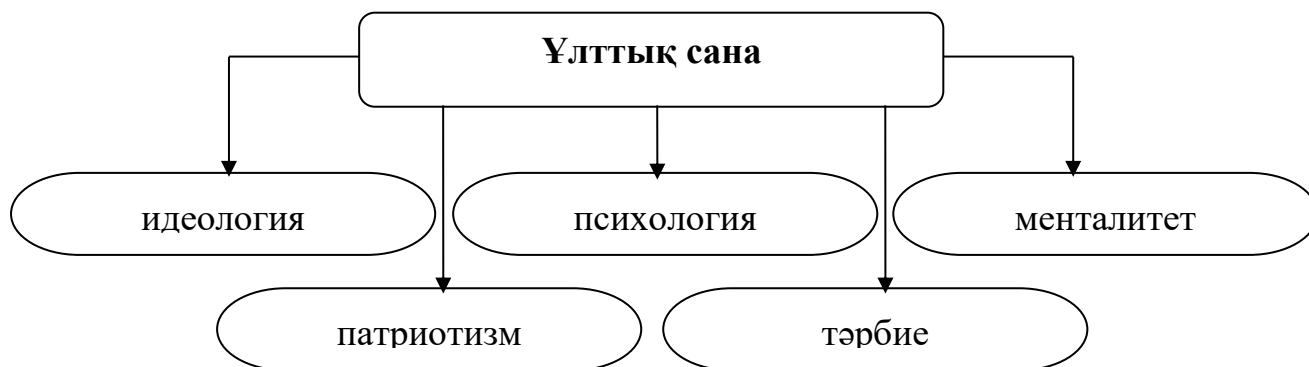 Ұлттық сана
идеология
психология
менталитет
патриотизм
тәрбие